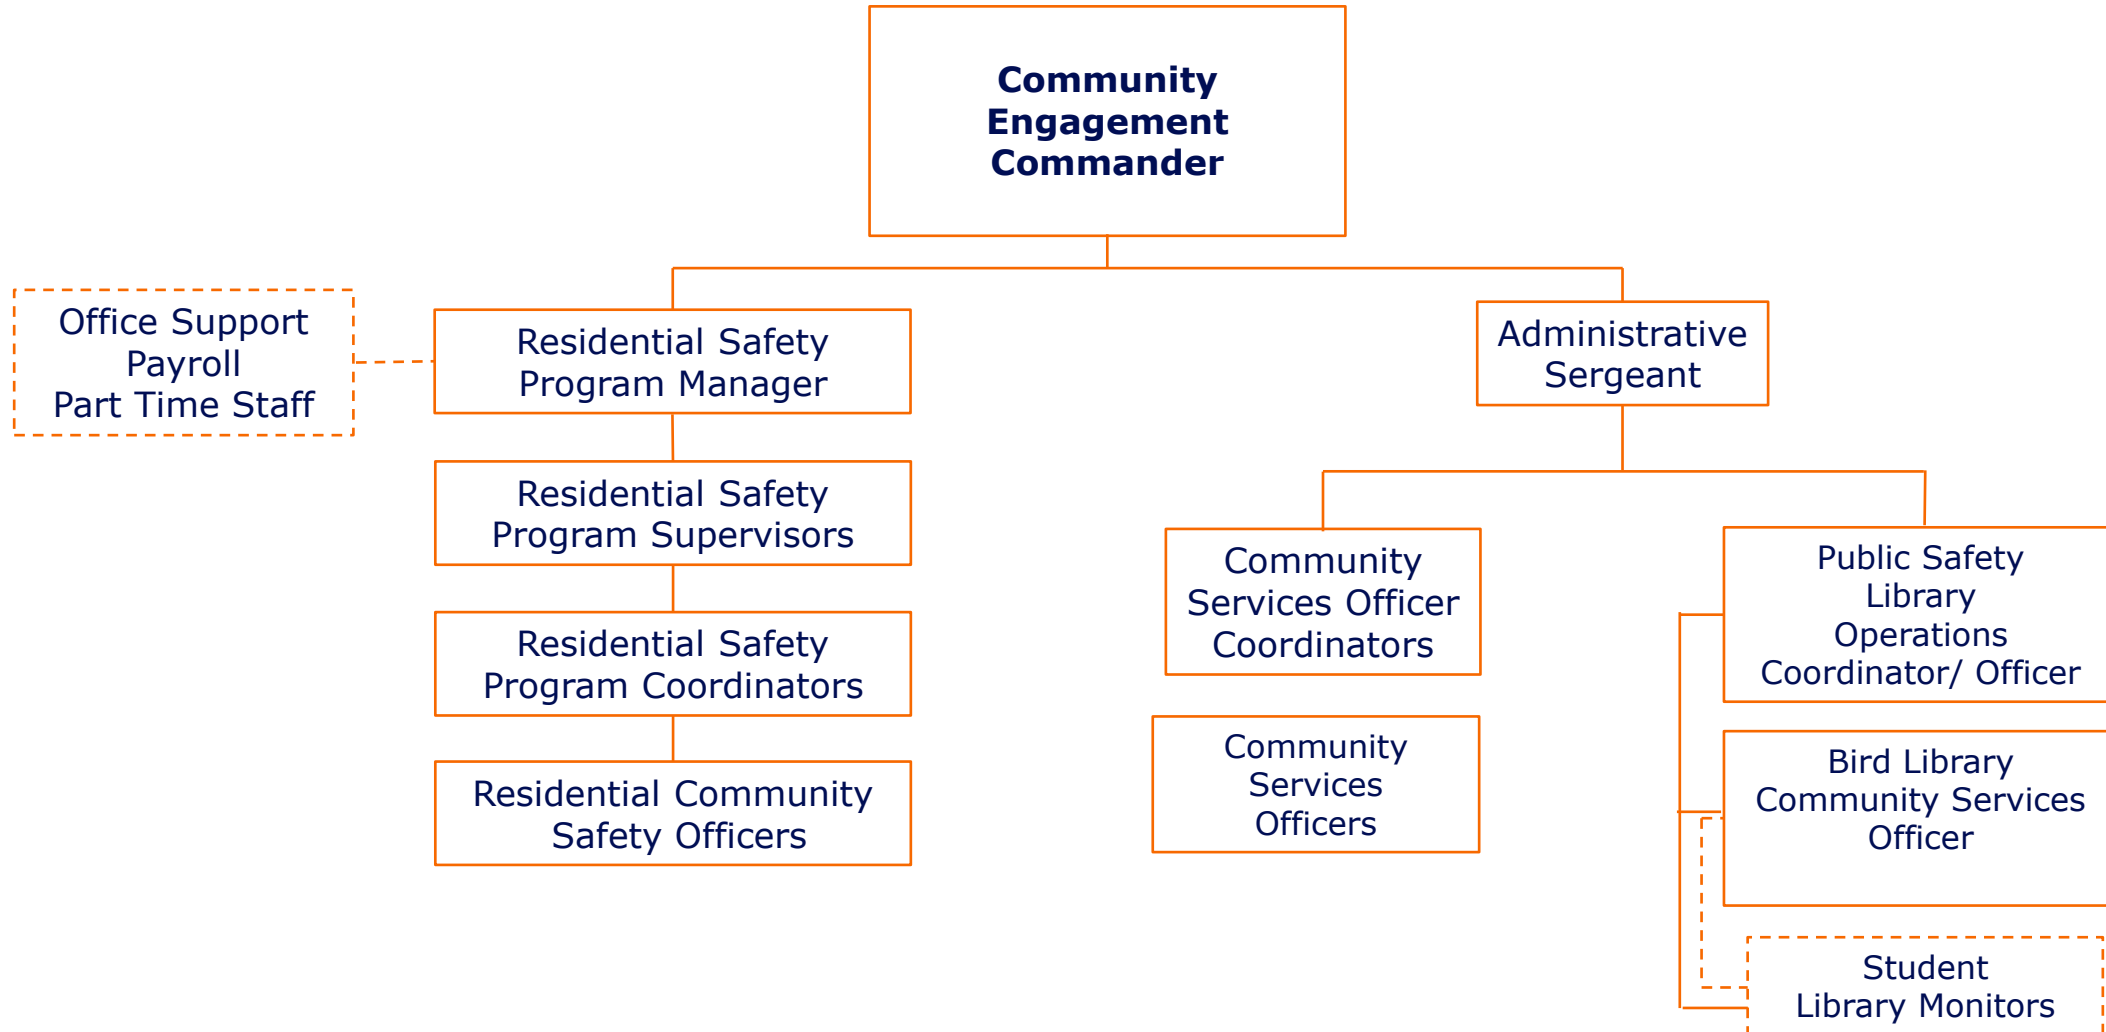 Community
Engagement
Commander
Office Support
Payroll
Part Time Staff
Residential Safety
Program Manager
Administrative
Sergeant
Residential Safety
Program Supervisors
Residential Safety
Program Coordinators
Residential Community
Safety Officers
Community
Services Officer
Coordinators
Community
Services
Officers
Public Safety
Library
Operations
Coordinator/ Officer
Bird Library
Community Services
Officer
Student
Library Monitors